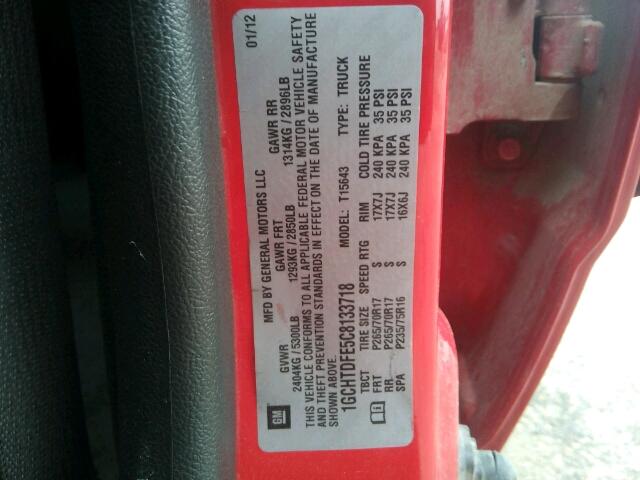 MFD BY GENERAL MOTORS LLC 01/12
GVWR GAWR FRT GAWR RR
2404KG / 5300LB 1293KG / 2850LB 1314KG / 2896LB
THIS VEHICLE CONFORMS TO ALL APPLICABLE FEDERAL MOTOR VEHICLE SAFETY
AND THEFT PREVENTION STANDARDS IN EFFECT ON THE DATE OF MANUFACTURE
SHOWN ABOVE.
GM
1GCHTDFE5C8133718 MODEL: T15643 TYPE: TRUCK
TBCT TIRE SIZE SPEED RTG RIM COLD TIRE PRESSURE
FRT P265/70R17 S 17X7J 240 KPA 35 PSI
RR P265/70R17 S 17X7J 240 KPA 35 PSI
SPA P235/75R16 S 16X6J 240 KPA 35 PSI